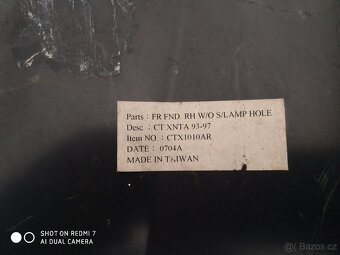 Parts : FR FND. RH W/O S/LAMP HOLE
Desc. : CT XNTA 93-97
Item NO. : CTX1010AR
DATE : 0704A
MADE IN TAIWAN
SHOT ON REDMI 7
AI DUAL CAMERA
sbazos.cz